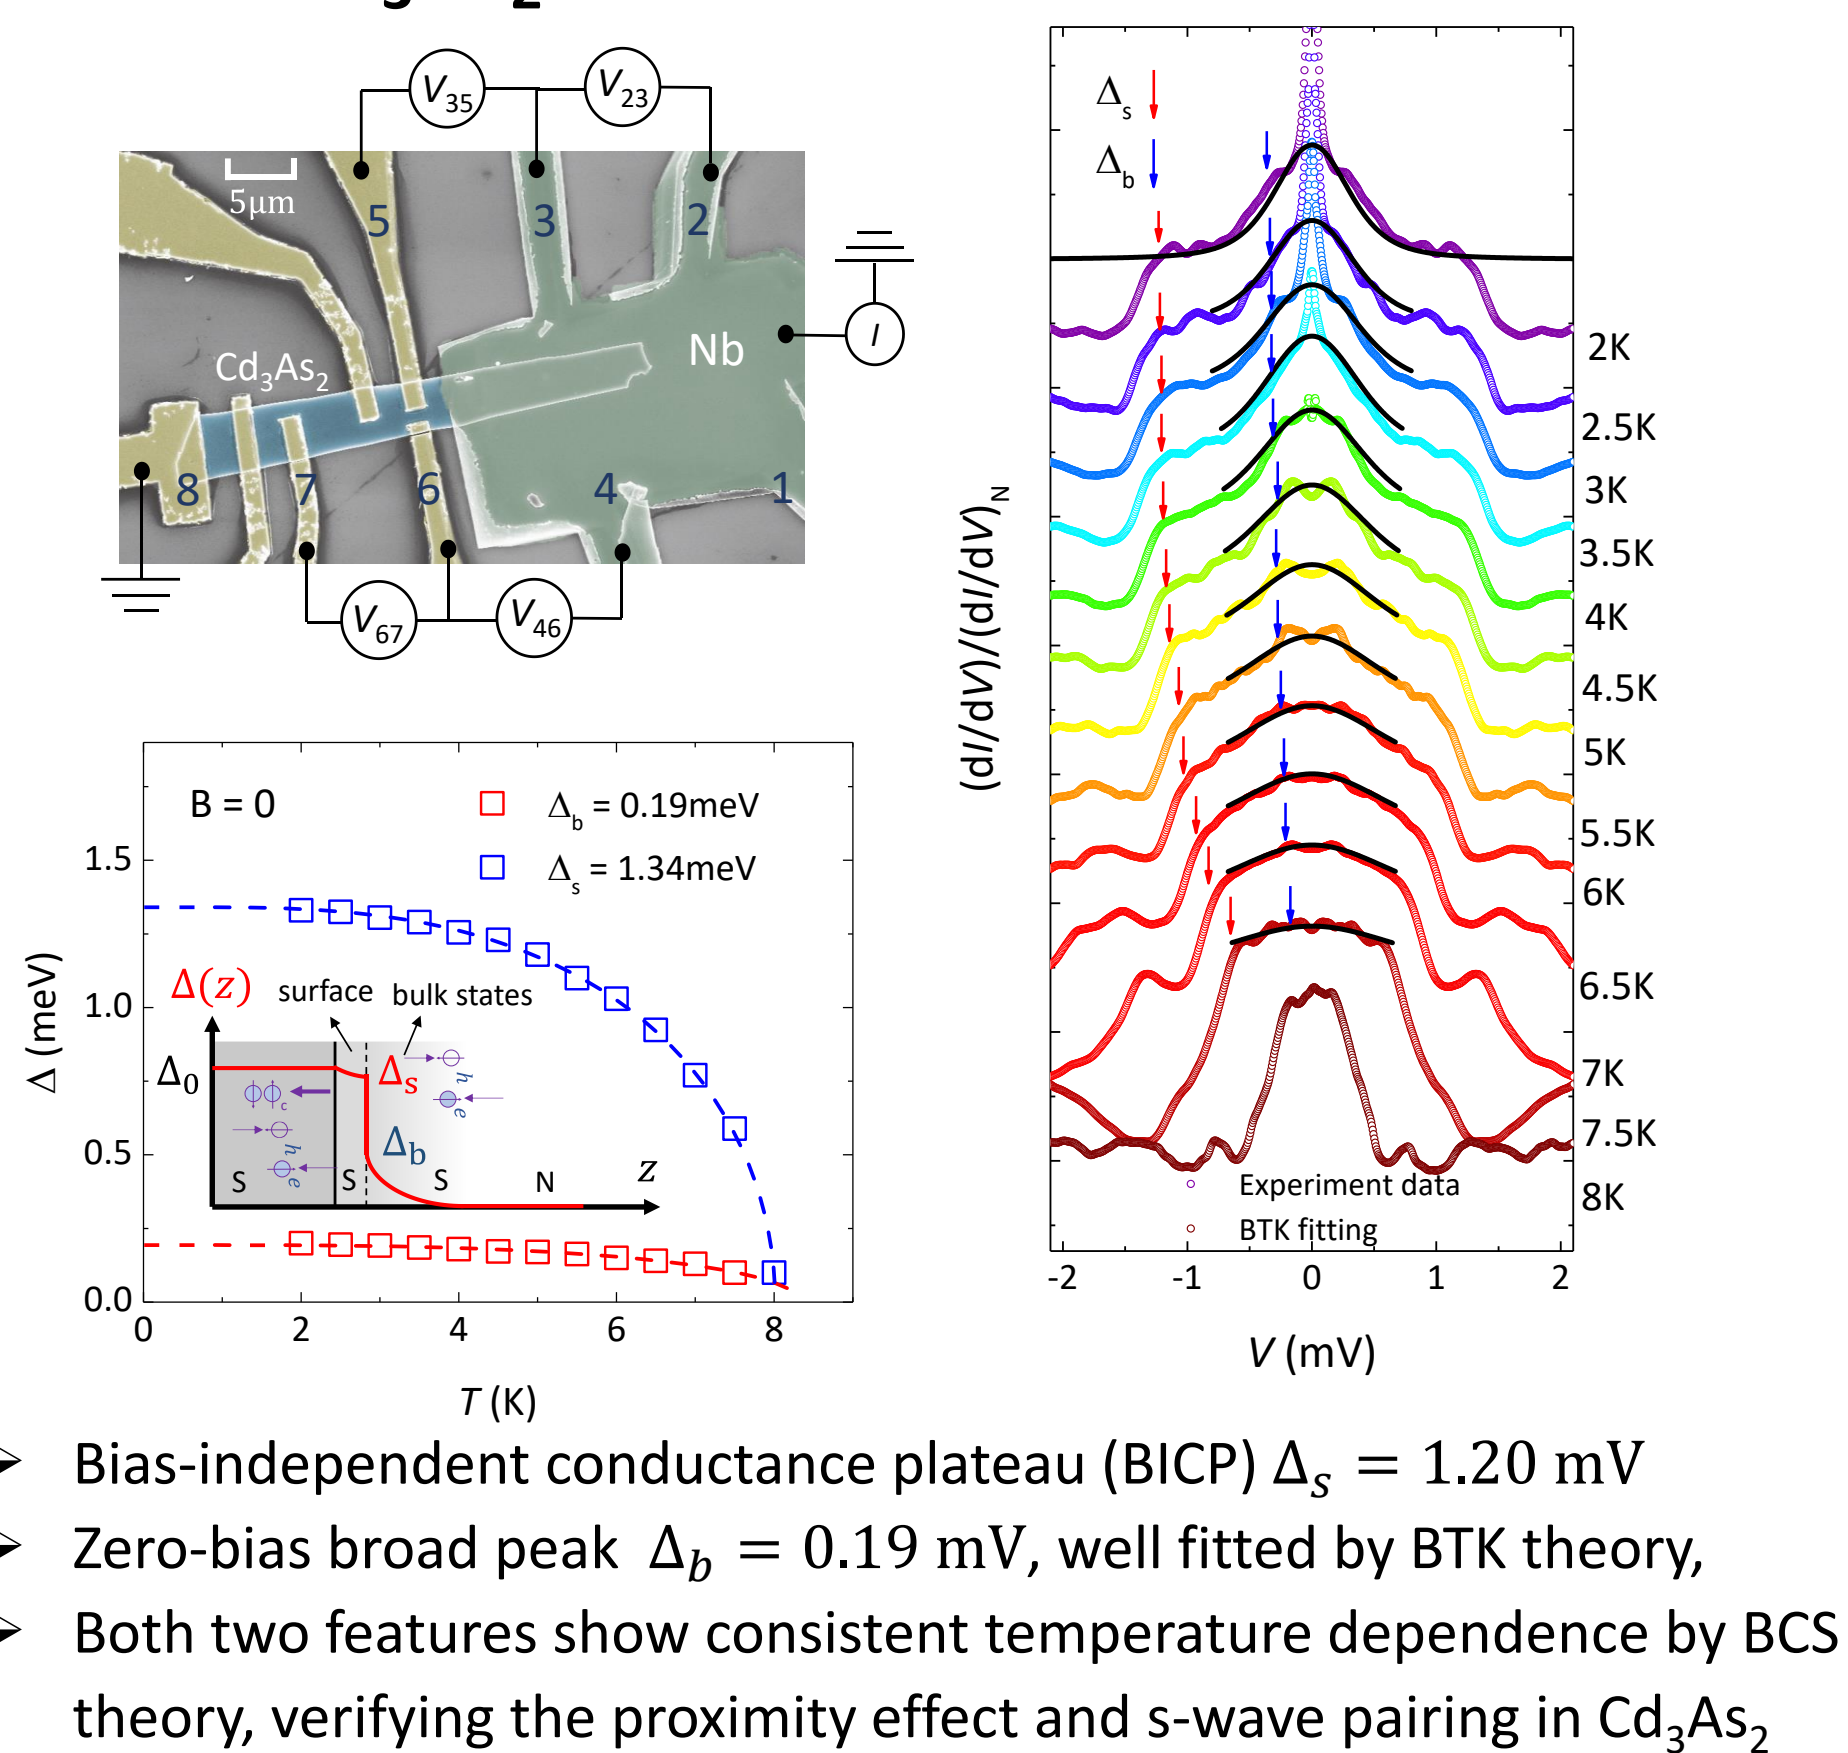 V35
V23
5μm
5
3
2
Nb
I
Cd3As2
8
7
6
4
1
V67
V46
Δs
Δb
2K
2.5K
3K
3.5K
4K
4.5K
5K
5.5K
6K
6.5K
7K
7.5K
8K
(dI/dV)/(dI/dV)N
Experiment data
BTK fitting
-2 -1 0 1 2
V (mV)
B = 0
Δb = 0.19meV
Δs = 1.34meV
1.5
1.0
0.5
0.0
Δ (meV)
Δ(z)
surface
bulk states
Δ0
Δs
Δb
c
h
e
h
e
S
S
S
N
z
0 2 4 6 8
T (K)
➢ Bias-independent conductance plateau (BICP) Δs = 1.20 mV
➢ Zero-bias broad peak Δb = 0.19 mV, well fitted by BTK theory,
➢ Both two features show consistent temperature dependence by BCS
theory, verifying the proximity effect and s-wave pairing in Cd3As2